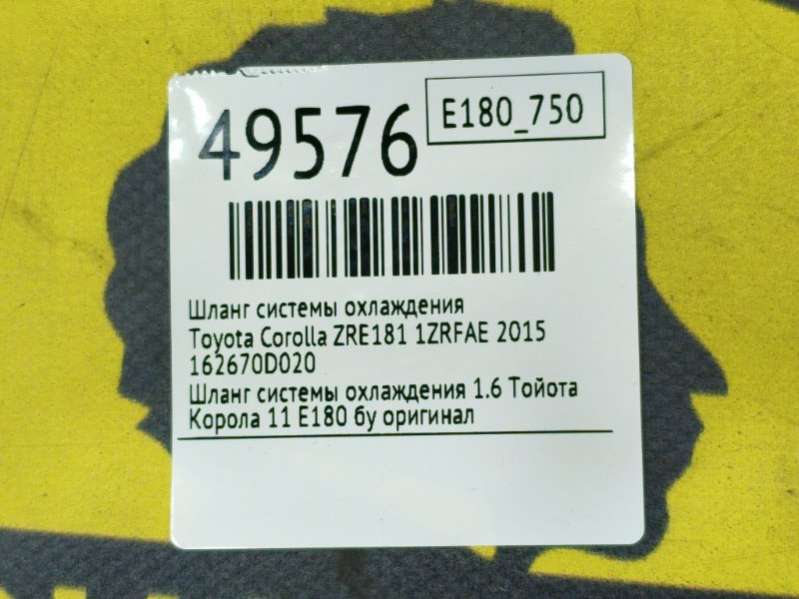 49576
E180_750
Шланг системы охлаждения
Toyota Corolla ZRE181 1ZRFAE 2015
162670D020
Шланг системы охлаждения 1.6 Тойота
Корола 11 Е180 бу оригинал